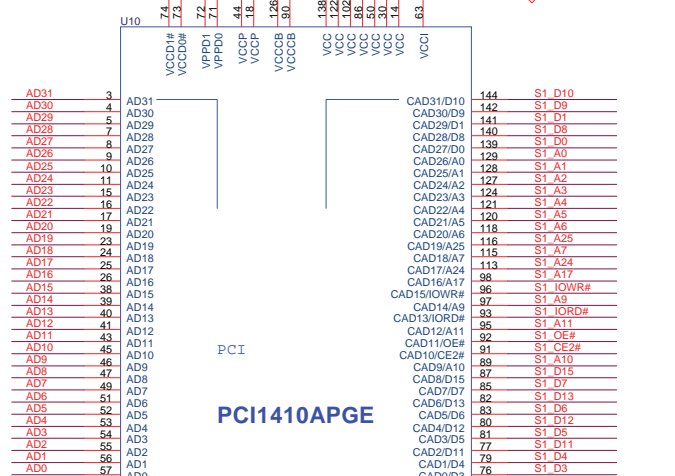 74 73 72 71 44 18 126 90 138 122 102 86 50 30 14 63
U10
VCCD1# VCCD0# VPPD1 VPPD0 VCCP VCCP VCCCB VCCCB VCC VCC VCC VCC VCC VCC VCC VCCI
AD31 3 AD31 CAD31/D10 144 S1_D10
AD30 4 AD30 CAD30/D9 142 S1_D9
AD29 5 AD29 CAD29/D1 141 S1_D1
AD28 7 AD28 CAD28/D8 140 S1_D8
AD27 8 AD27 CAD27/D0 139 S1_D0
AD26 9 AD26 CAD26/A0 129 S1_A0
AD25 10 AD25 CAD25/A1 128 S1_A1
AD24 11 AD24 CAD24/A2 127 S1_A2
AD23 15 AD23 CAD23/A3 124 S1_A3
AD22 16 AD22 CAD22/A4 121 S1_A4
AD21 17 AD21 CAD21/A5 120 S1_A5
AD20 19 AD20 CAD20/A6 118 S1_A6
AD19 23 AD19 CAD19/A25 116 S1_A25
AD18 24 AD18 CAD18/A7 115 S1_A7
AD17 25 AD17 CAD17/A24 113 S1_A24
AD16 26 AD16 CAD16/A17 98 S1_A17
AD15 38 AD15 CAD15/IOWR# 96 S1_IOWR#
AD14 39 AD14 CAD14/A9 97 S1_A9
AD13 40 AD13 CAD13/IORD# 93 S1_IORD#
AD12 41 AD12 CAD12/A11 95 S1_A11
AD11 43 AD11 CAD11/OE# 92 S1_OE#
AD10 45 AD10 PCI CAD10/CE2# 91 S1_CE2#
AD9 46 AD9 CAD9/A10 89 S1_A10
AD8 47 AD8 CAD8/D15 87 S1_D15
AD7 49 AD7 CAD7/D7 85 S1_D7
AD6 51 AD6 CAD6/D13 82 S1_D13
AD5 52 AD5 PCI1410APGE CAD5/D6 83 S1_D6
AD4 53 AD4 CAD4/D12 80 S1_D12
AD3 54 AD3 CAD3/D5 81 S1_D5
AD2 55 AD2 CAD2/D11 77 S1_D11
AD1 56 AD1 CAD1/D4 79 S1_D4
AD0 57 AD0 CAD0/D3 76 S1_D3